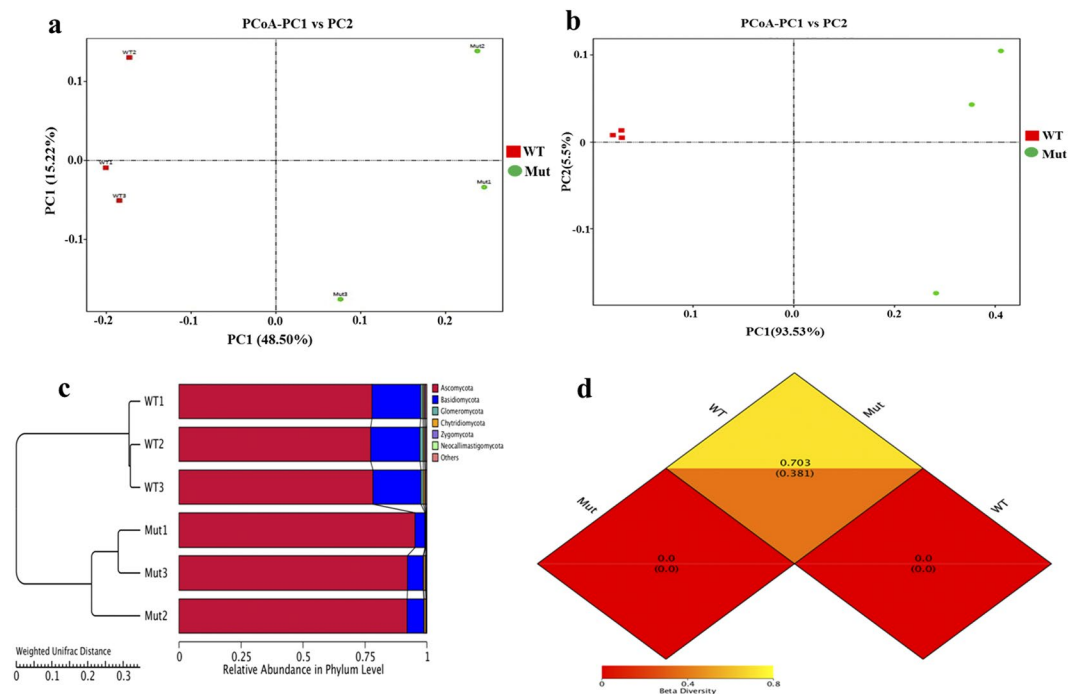 a
PCoA-PC1 vs PC2
WT2
Mut2
WT1
WT3
Mut1
Mut3
0.1
0.0
-0.1
PC1 (15.22%)
-0.2
-0.1
0.0
0.1
0.2
PC1 (48.50%)
WT
Mut
b
PCoA-PC1 vs PC2
0.1
0
-0.1
PC2(5.5%)
0.1
0.0
0.2
0.4
PC1(93.53%)
WT
Mut
c
WT1
WT2
WT3
Mut1
Mut3
Mut2
Ascomycota
Basidiomycota
Glomeromycota
Chytridiomycota
Zygomycota
Neocallimastigomycota
Others
Weighted Unifrac Distance
0 0.1 0.2 0.3
0 0.25 0.5 0.75 1
Relative Abundance in Phylum Level
d
WT
Mut
Mut
WT
0.703
(0.381)
0.0
(0.0)
0.0
(0.0)
0 0.4 0.8
Beta Diversity